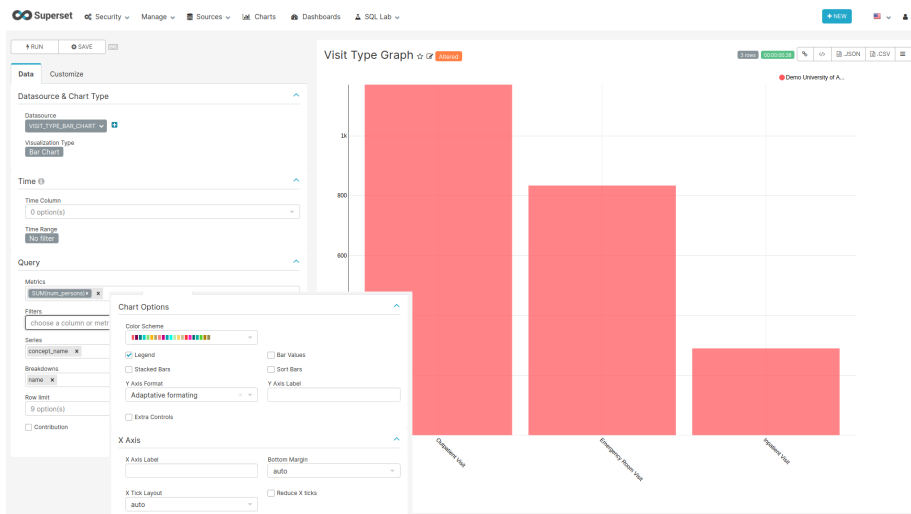 Superset Security Manage Sources Charts Dashboards SQL Lab + NEW
RUN SAVE
Visit Type Graph Altered 3 rows 00:00:00.38 .JSON .CSV
Data Customize
Demo University of A...
Datasource & Chart Type
Datasource
VISIT_TYPE_BAR_CHART
Visualization Type
Bar Chart
1k
Time
800
Time Column
0 option(s)
Time Range
No filter
600
Query
Metrics
SUM(num_persons) x x
Filters
choose a column or metr
Series
concept_name x
Breakdowns
name x
Row limit
9 option(s)
Contribution
Chart Options
Color Scheme
Legend Bar Values
Stacked Bars Sort Bars
Y Axis Format Y Axis Label
Adaptative formating
Extra Controls
X Axis
X Axis Label Bottom Margin
auto
X Tick Layout Reduce X ticks
auto
Outpatient Visit
Emergency Room Visit
Inpatient Visit